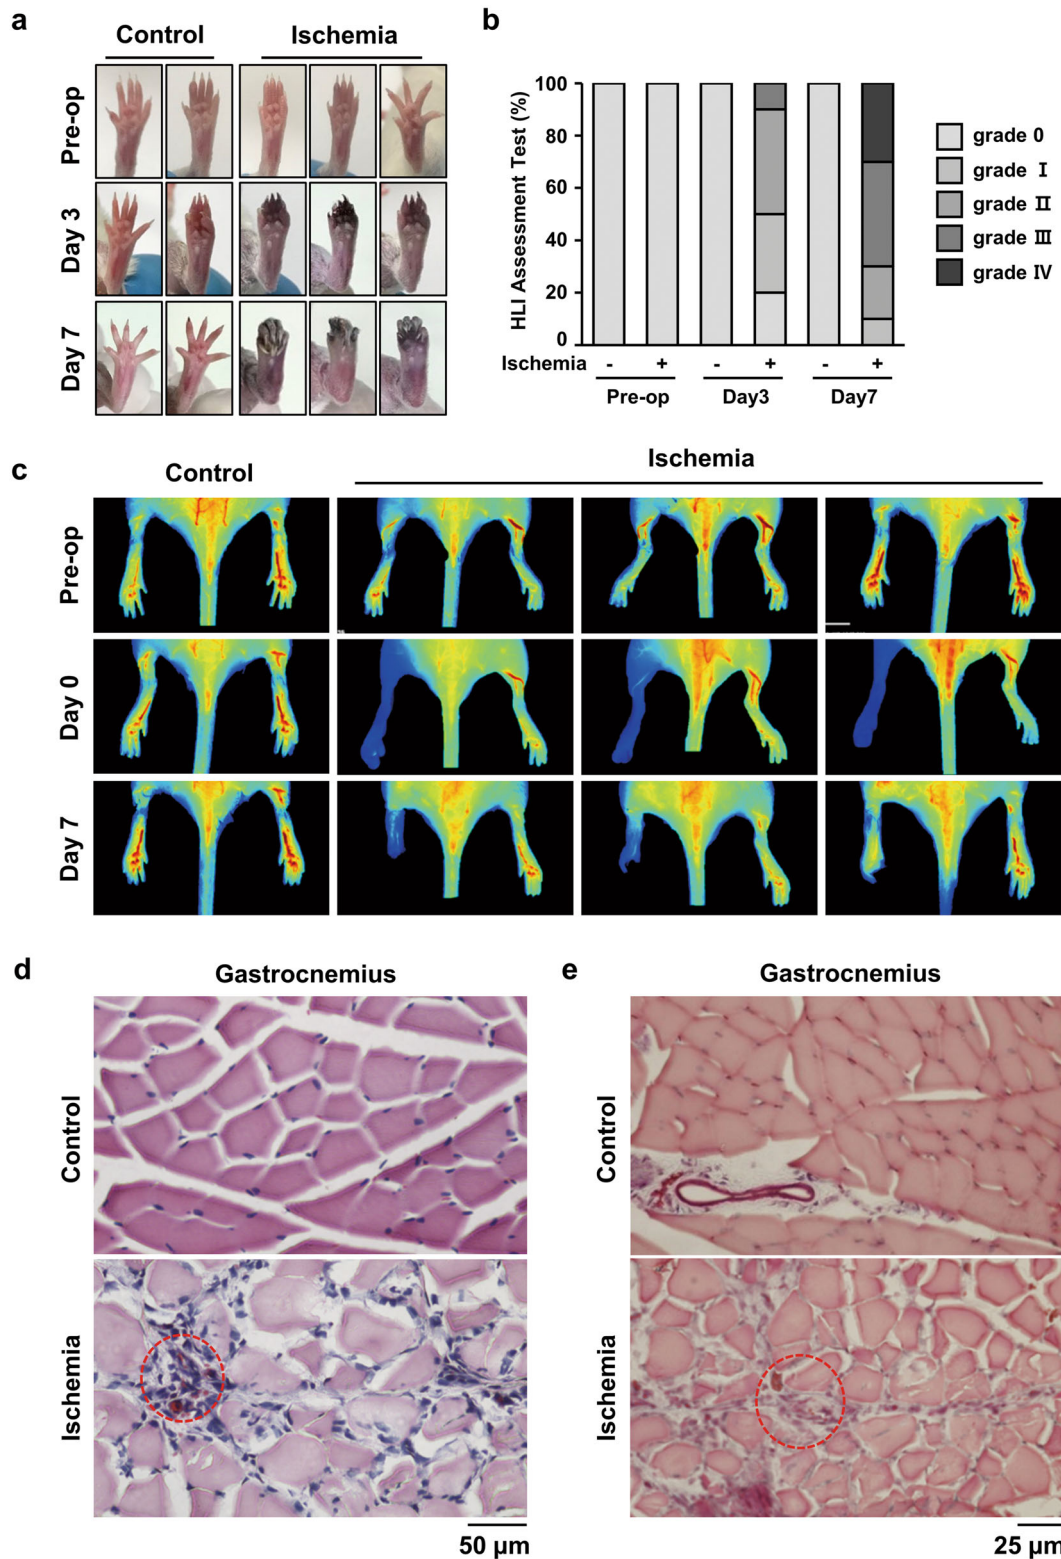 a
Control Ischemia
Pre-op
Day 3
Day 7
b
HLI Assessment Test (%)
100
80
60
40
20
0
Ischemia - + - + - +
Pre-op Day3 Day7
grade 0
grade I
grade II
grade III
grade IV
c
Control Ischemia
Pre-op
Day 0
Day 7
d
Gastrocnemius
Control
Ischemia
50 µm
e
Gastrocnemius
Control
Ischemia
25 µm